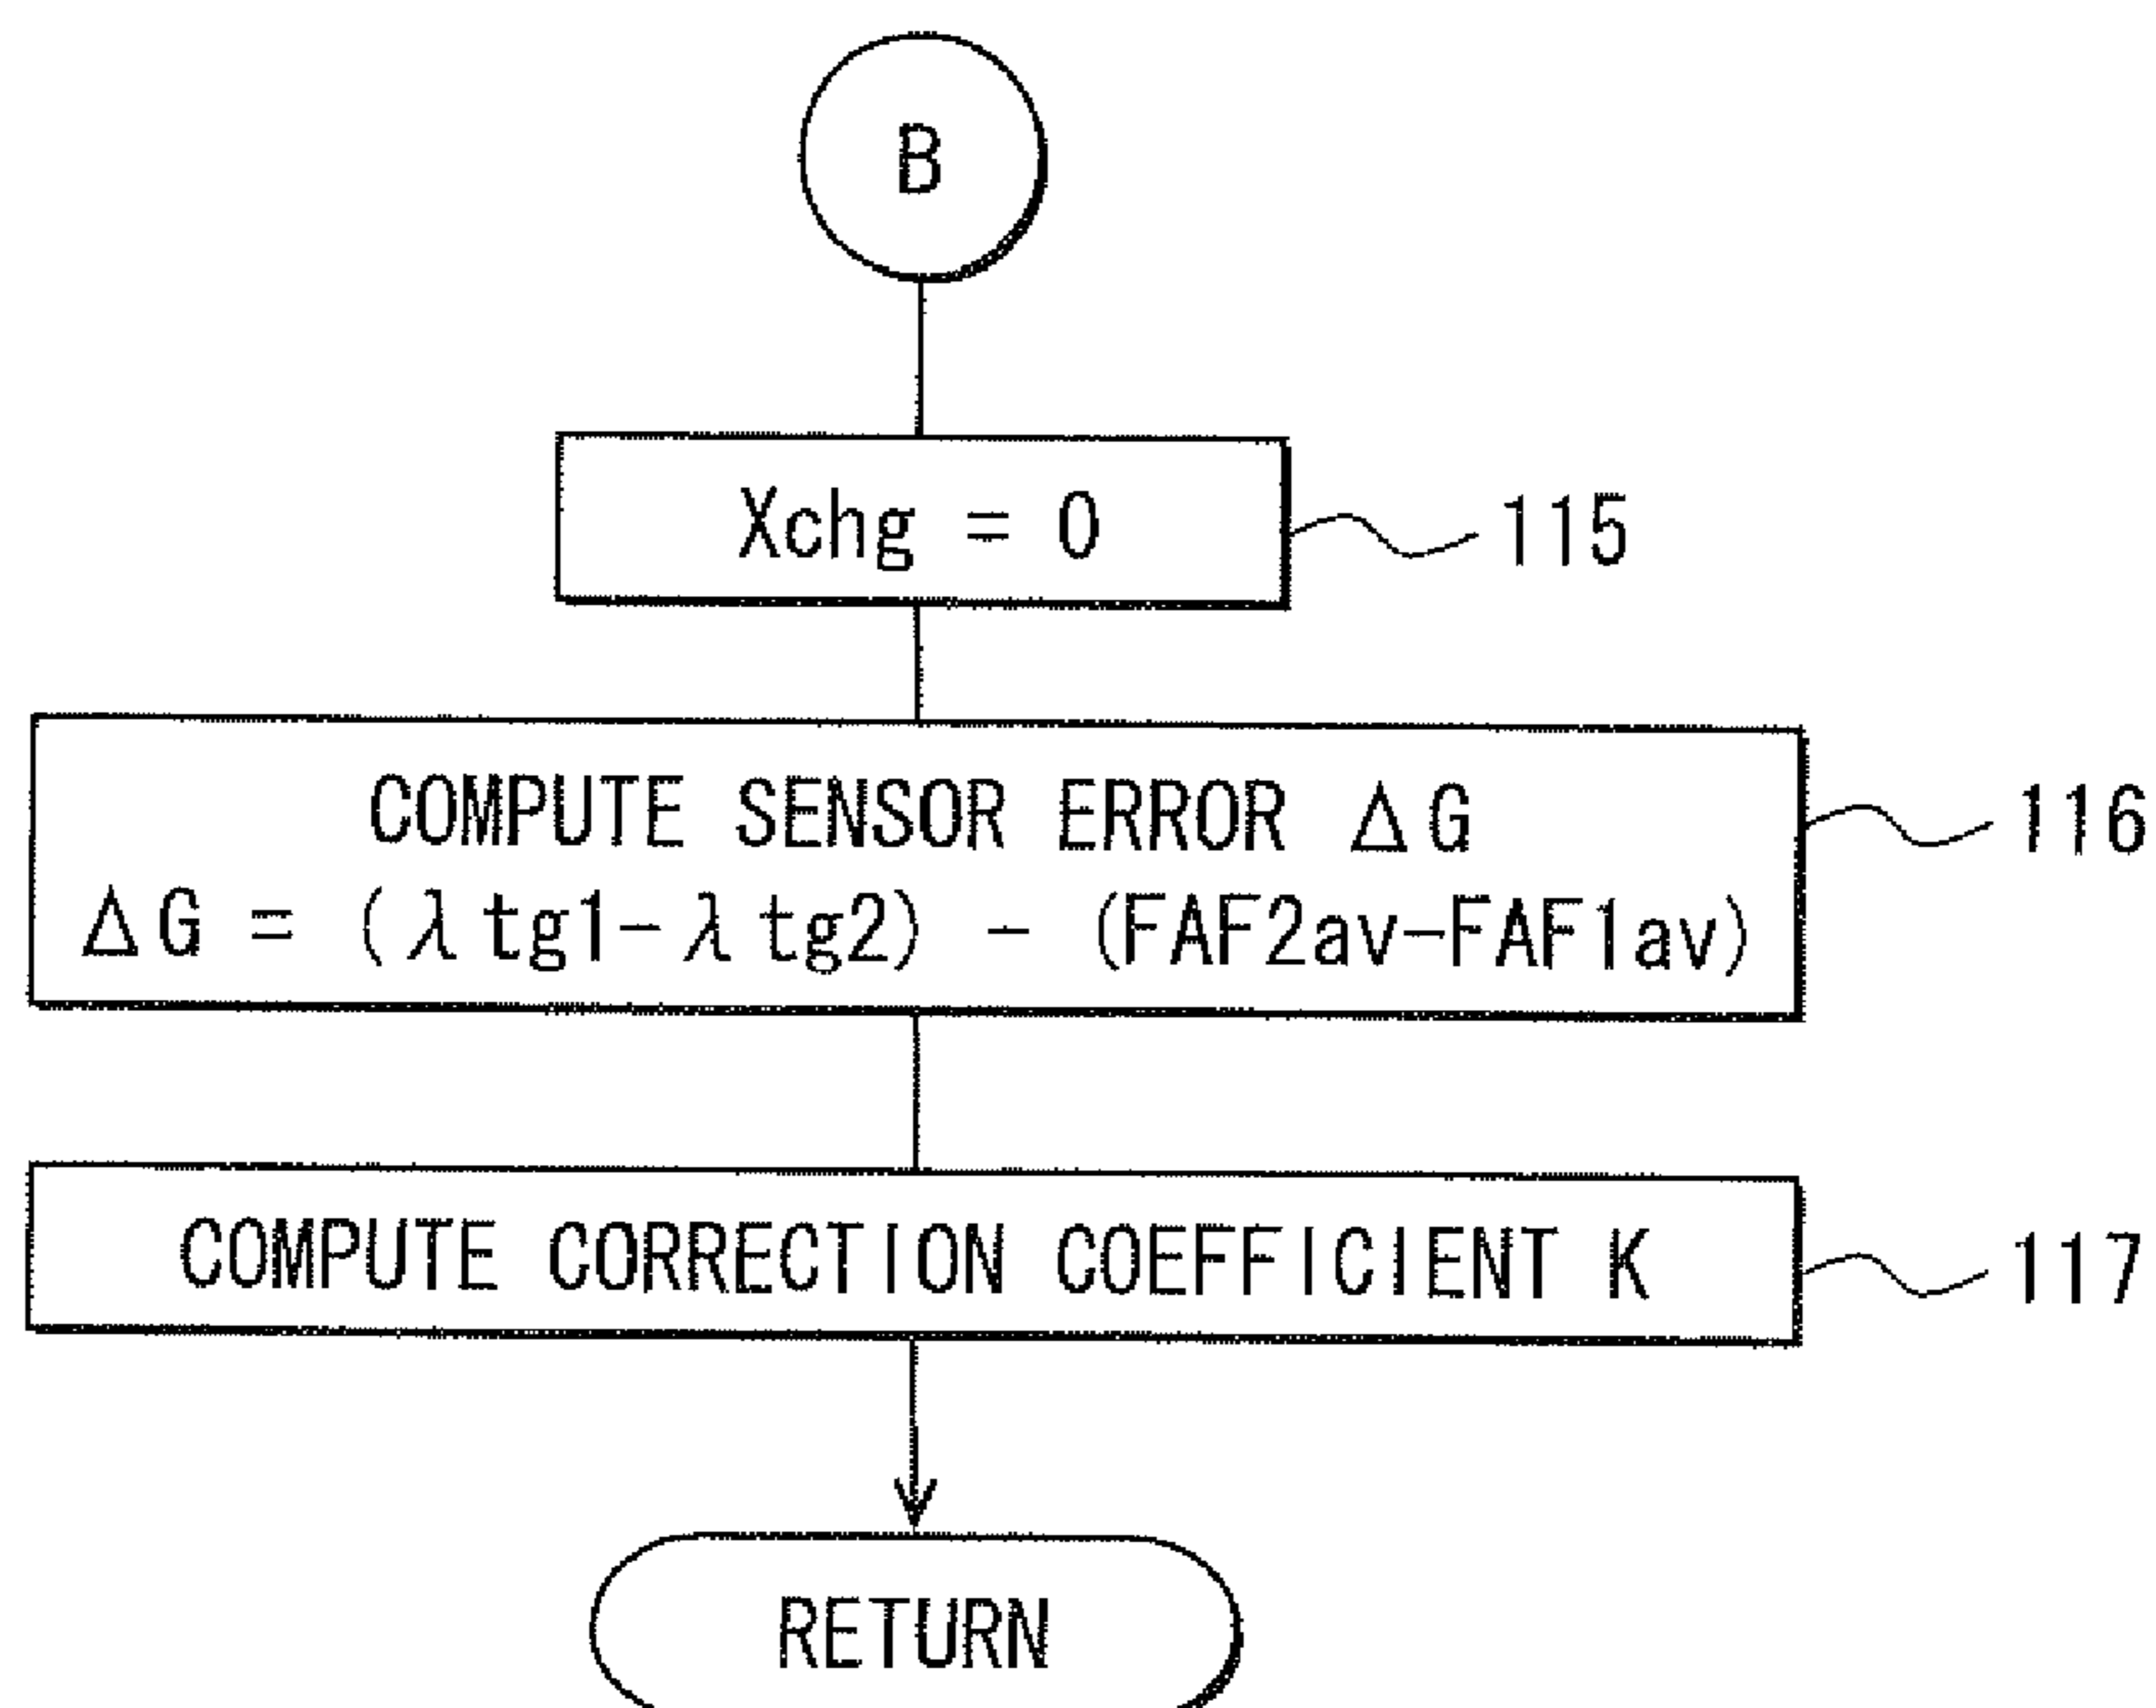 B
Xchg = 0
115
COMPUTE SENSOR ERROR ΔG
116
ΔG = (λtg1-λtg2) - (FAF2av-FAF1av)
COMPUTE CORRECTION COEFFICIENT K
117
RETURN